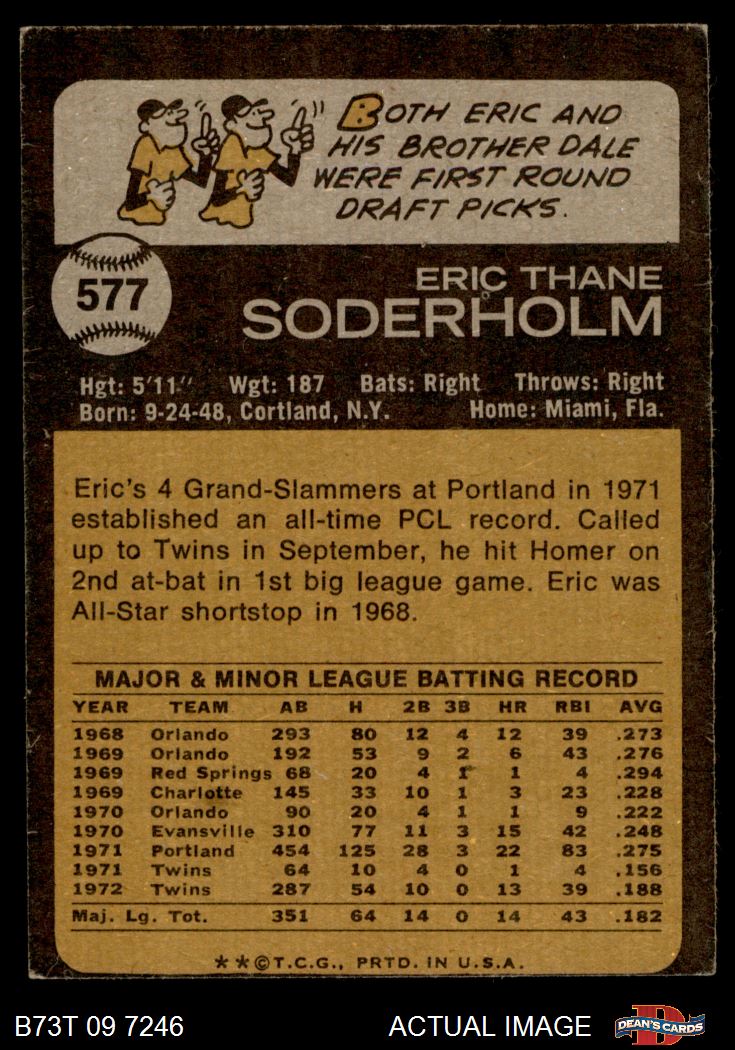 BOTH ERIC AND
HIS BROTHER DALE
WERE FIRST ROUND
DRAFT PICKS.
577
ERIC THANE
SODERHOLM
Hgt: 5'11" Wgt: 187 Bats: Right Throws: Right
Born: 9-24-48, Cortland, N.Y. Home: Miami, Fla.
Eric's 4 Grand-Slammers at Portland in 1971
established an all-time PCL record. Called
up to Twins in September, he hit Homer on
2nd at-bat in 1st big league game. Eric was
All-Star shortstop in 1968.
MAJOR & MINOR LEAGUE BATTING RECORD
YEAR TEAM AB H 2B 3B HR RBI AVG
1968 Orlando 293 80 12 4 12 39 .273
1969 Orlando 192 53 9 2 6 43 .276
1969 Red Springs 68 20 4 1 1 4 .294
1969 Charlotte 145 33 10 1 3 23 .228
1970 Orlando 90 20 4 1 1 9 .222
1970 Evansville 310 77 11 3 15 42 .248
1971 Portland 454 125 28 3 22 83 .275
1971 Twins 64 10 4 0 1 4 .156
1972 Twins 287 54 10 0 13 39 .188
Maj. Lg. Tot. 351 64 14 0 14 43 .182
**©T.C.G., PRTD. IN U.S.A.
B73T 09 7246 ACTUAL IMAGE DEAN'S CARDS